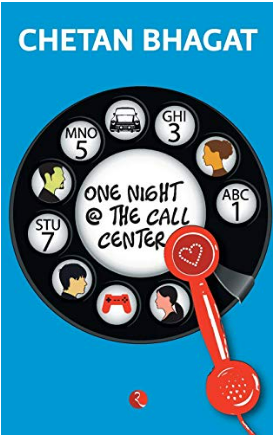 CHETAN BHAGAT
GHI
3
MNO
5
ABC
1
ONE NIGHT
@ THE CALL
CENTER
STU
7